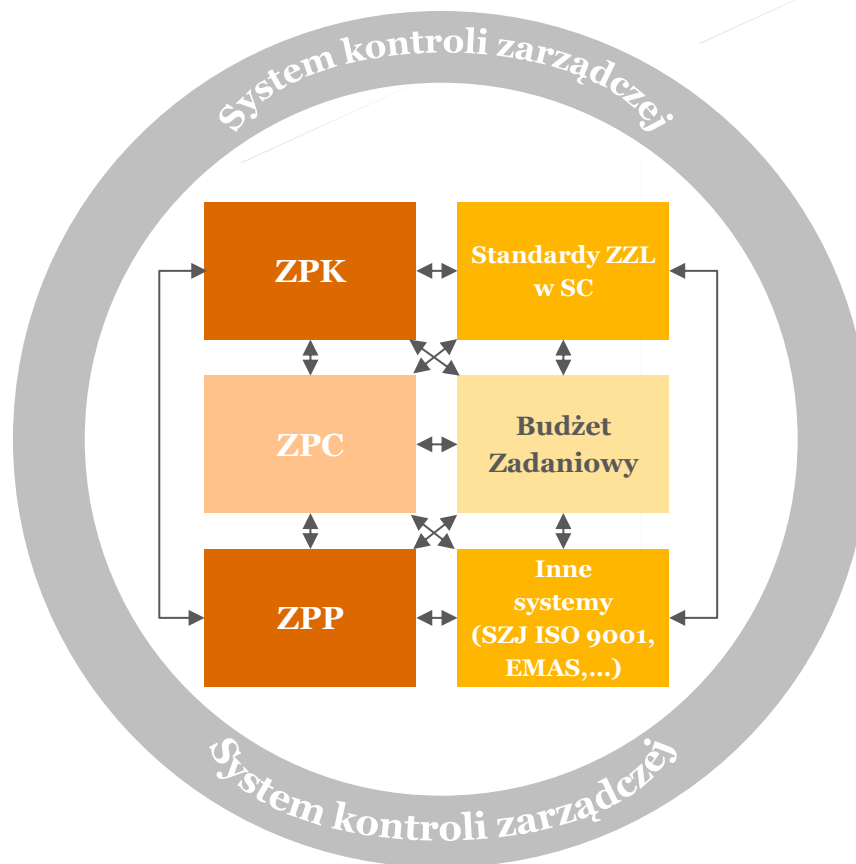 System kontroli zarządczej
ZPK
Standardy ZZL
w SC
ZPC
Budżet
Zadaniowy
ZPP
Inne
systemy
(SZJ ISO 9001,
EMAS,...)
System kontroli zarządczej